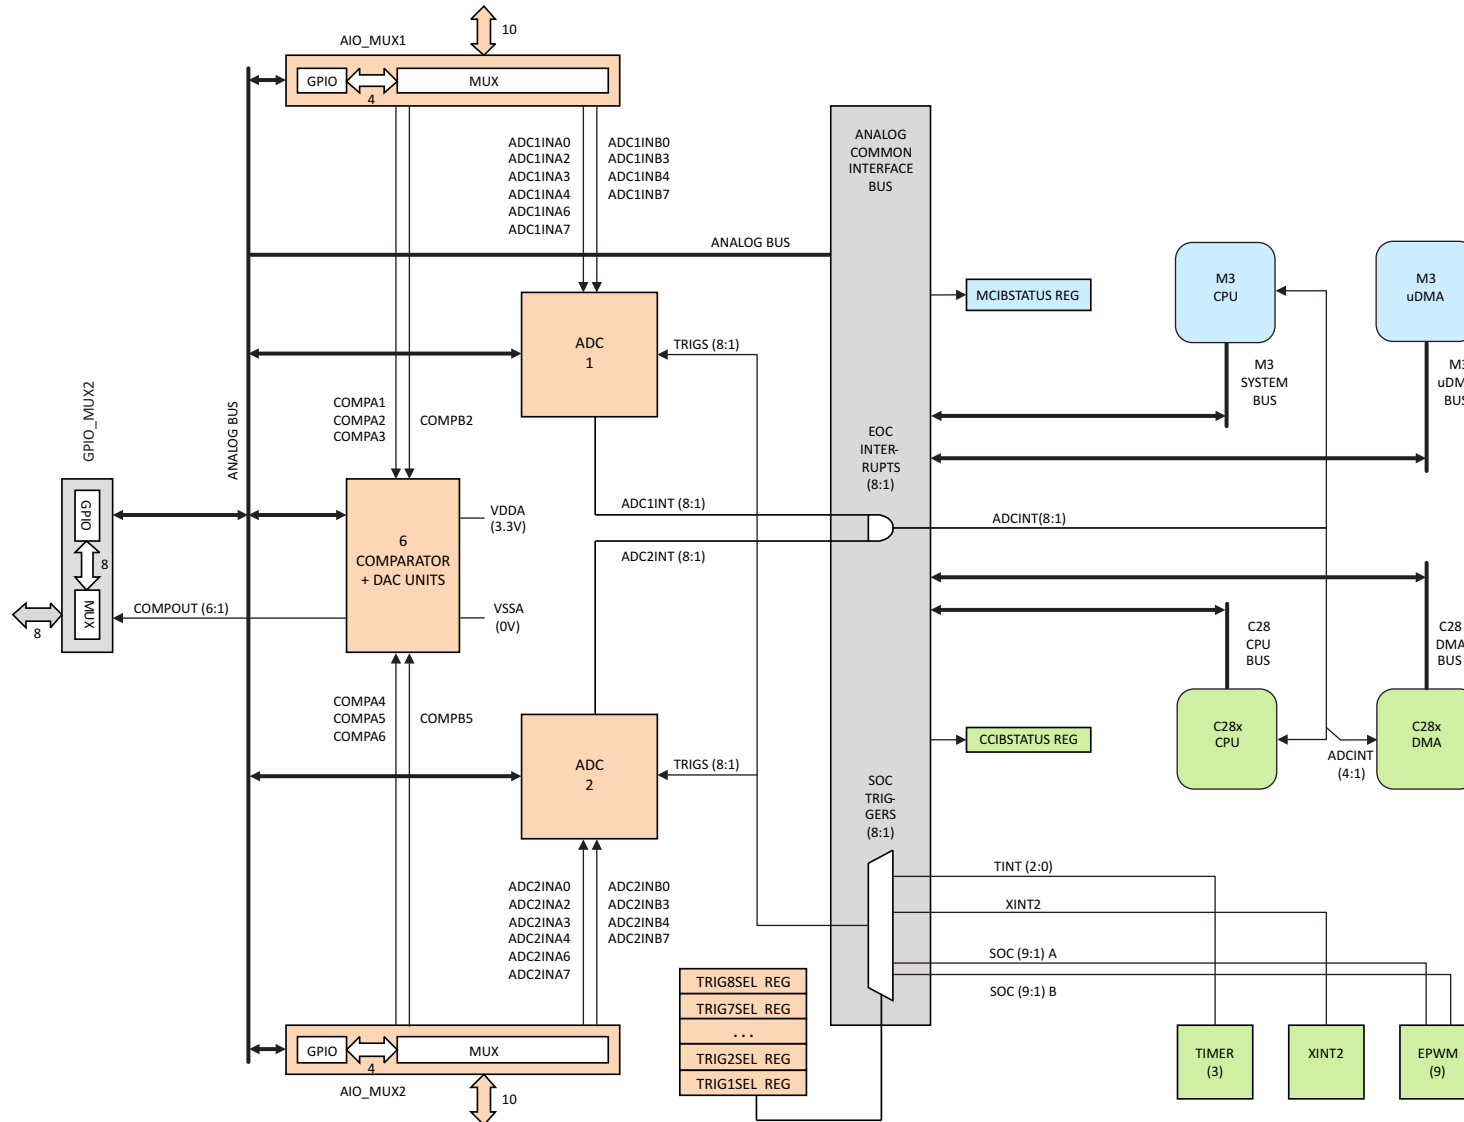 10
AIO_MUX1
GPIO
MUX
4
ADC1INA0
ADC1INA2
ADC1INA3
ADC1INA4
ADC1INA6
ADC1INA7
ADC1INB0
ADC1INB3
ADC1INB4
ADC1INB7
ANALOG
COMMON
INTERFACE
BUS
ANALOG BUS
MCIBSTATUS REG
M3
CPU
M3
uDMA
ADC
1
TRIGS (8:1)
M3
SYSTEM
BUS
M3
uDM
BUS
GPIO_MUX2
ANALOG BUS
COMPA1
COMPA2
COMPA3
COMPB2
EOC
INTER-
RUPTS
(8:1)
GPIO
8
MUX
8
6
COMPARATOR
+ DAC UNITS
VDDA
(3.3V)
VSSA
(0V)
COMPOUT (6:1)
ADC1INT (8:1)
ADC2INT (8:1)
ADCINT(8:1)
C28
CPU
BUS
C28
DMA
BUS
COMPA4
COMPA5
COMPA6
COMPB5
ADC
2
TRIGS (8:1)
CCIBSTATUS REG
C28x
CPU
ADCINT
(4:1)
C28x
DMA
SOC
TRIG-
GERS
(8:1)
ADC2INA0
ADC2INA2
ADC2INA3
ADC2INA4
ADC2INA6
ADC2INA7
ADC2INB0
ADC2INB3
ADC2INB4
ADC2INB7
TINT (2:0)
XINT2
SOC (9:1) A
SOC (9:1) B
TRIG8SEL REG
TRIG7SEL REG
. . .
TRIG2SEL REG
TRIG1SEL REG
TIMER
(3)
XINT2
EPWM
(9)
GPIO
MUX
4
AIO_MUX2
10